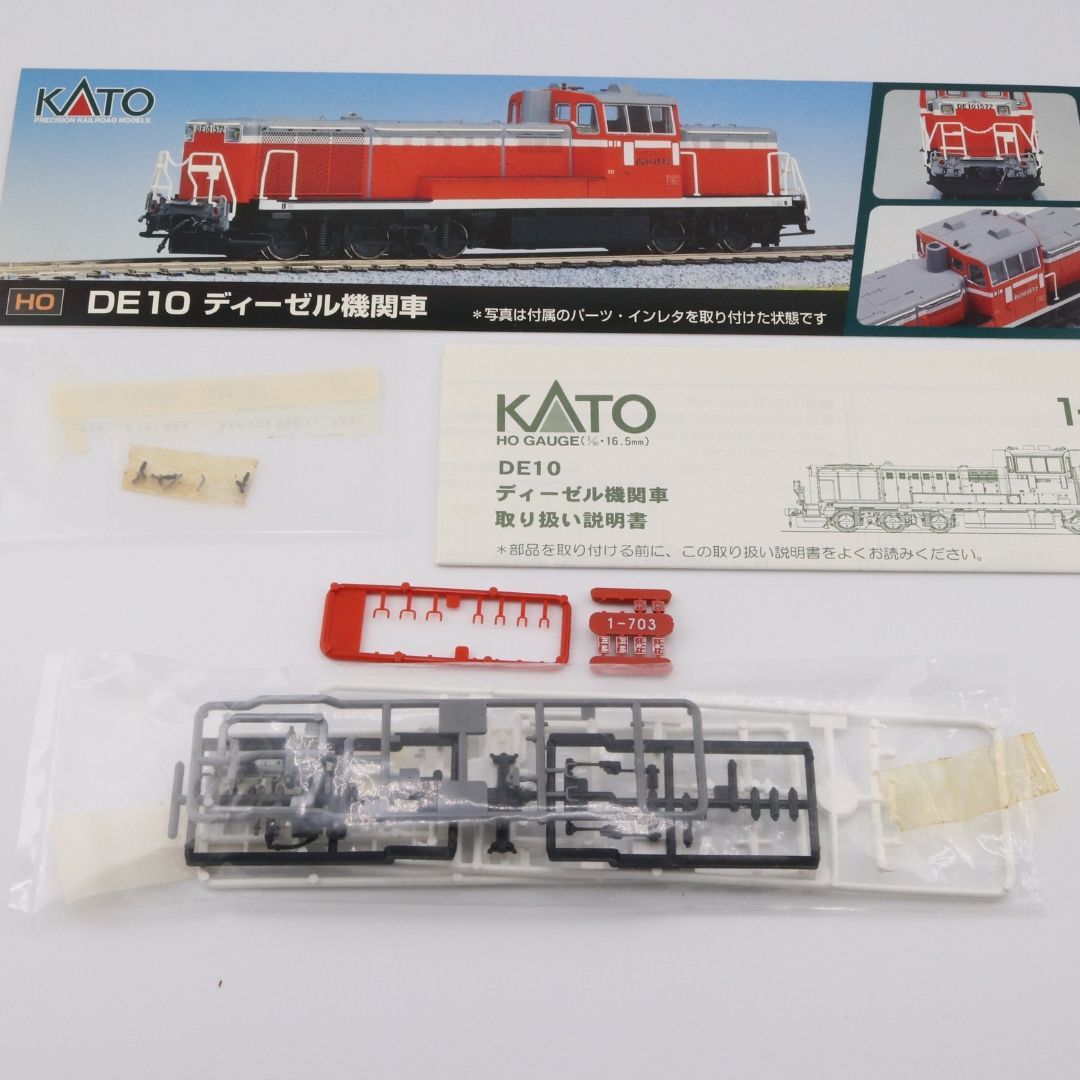 KATO
PRECISION RAILROAD MODELS
DE10 1572
DE10 1572
DE10 1572
HO
DE10 ディーゼル機関車
*写真は付属のパーツ・インレタを取り付けた状態です
KATO
HO GAUGE(1/80・16.5mm)
DE10
ディーゼル機関車
取り扱い説明書
*部品を取り付ける前に、この取り扱い説明書をよくお読みください。
1-703